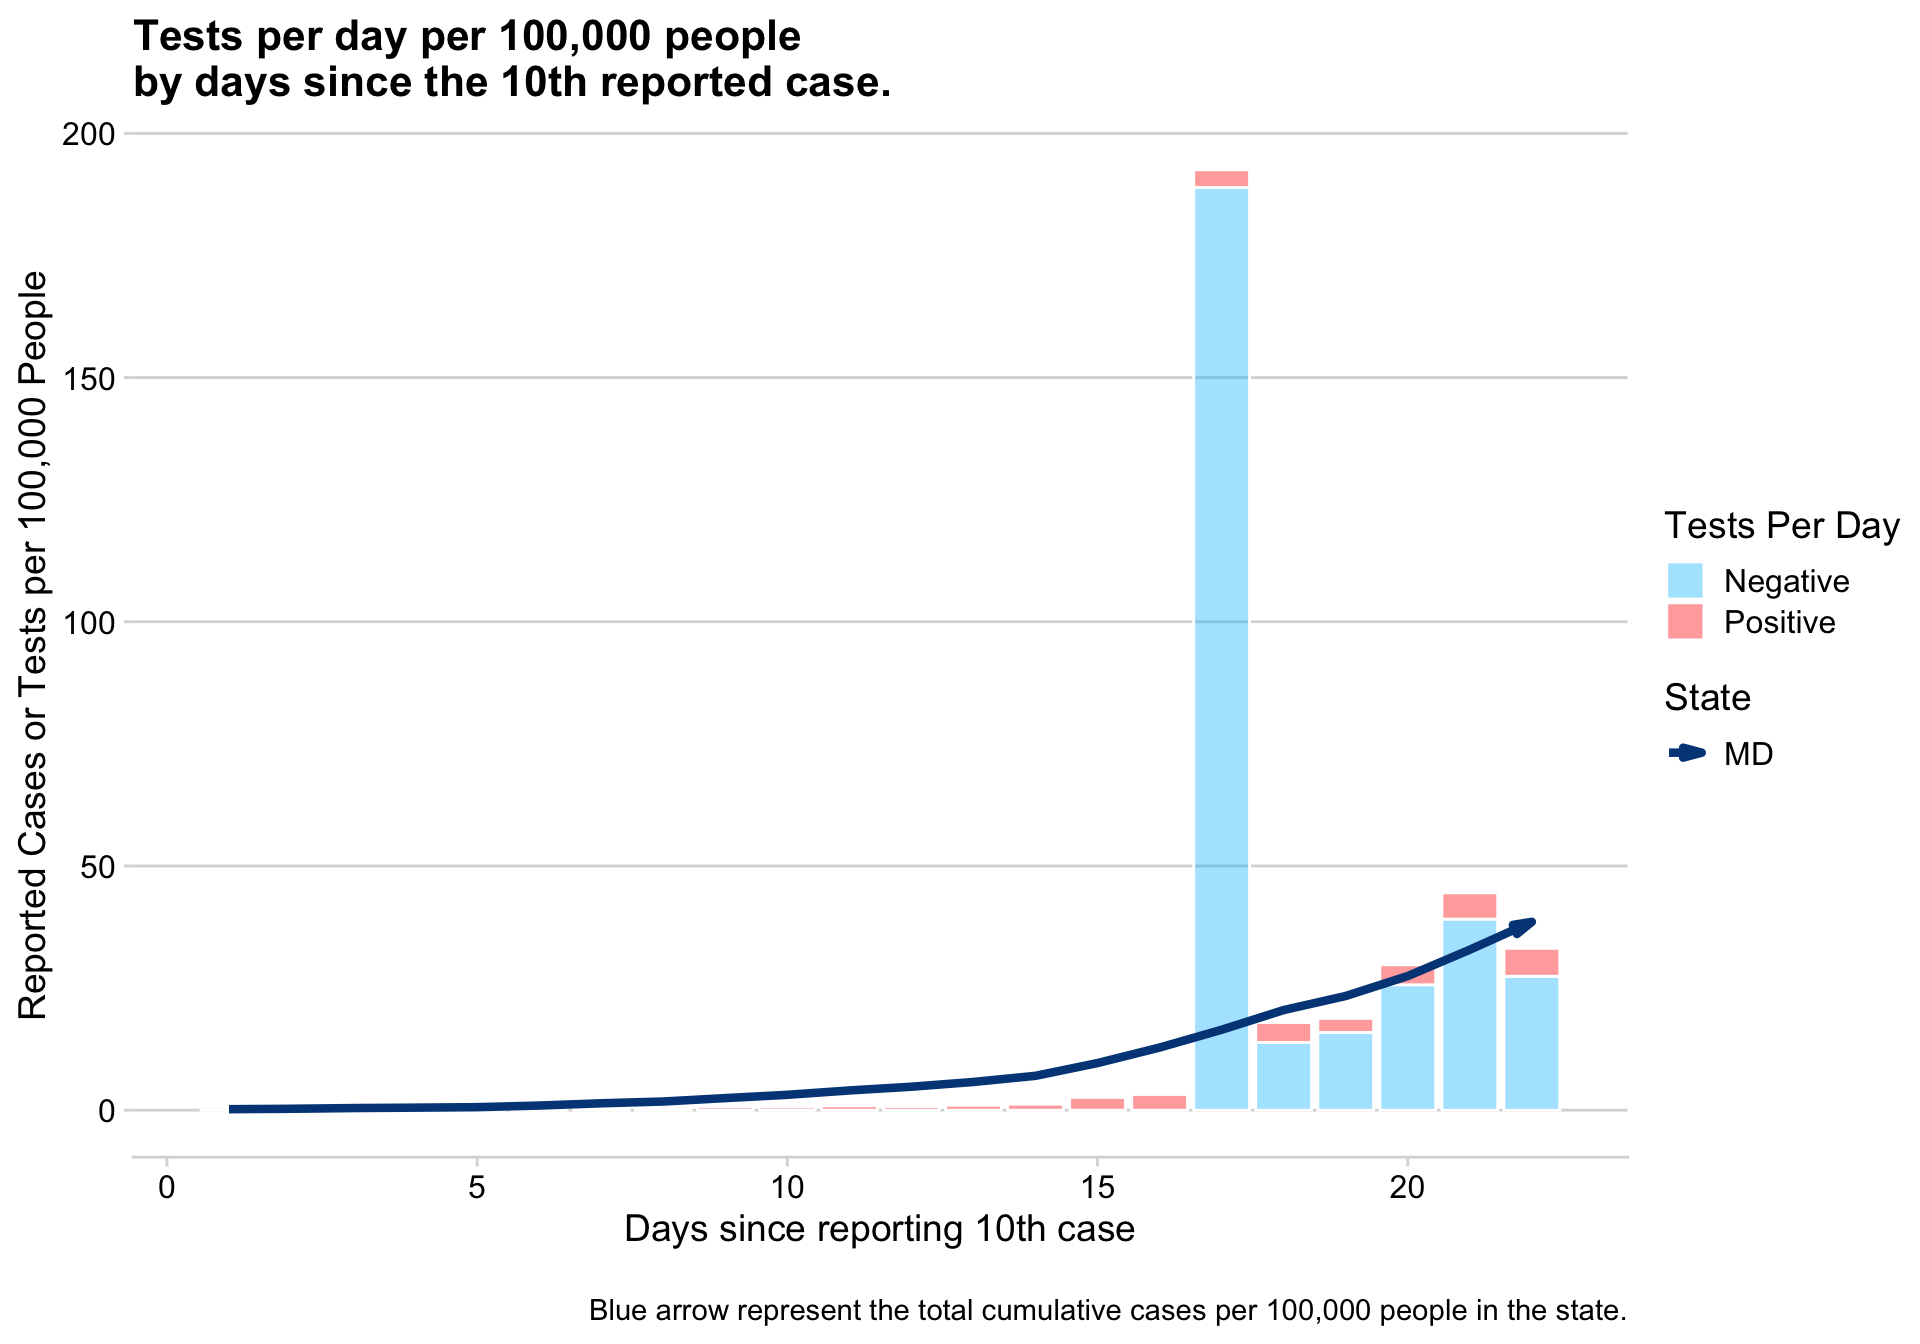 Tests per day per 100,000 people
by days since the 10th reported case.
Reported Cases or Tests per 100,000 People
200
150
100
50
0
0
5
10
15
20
Days since reporting 10th case
Tests Per Day
Negative
Positive
State
MD
Blue arrow represent the total cumulative cases per 100,000 people in the state.